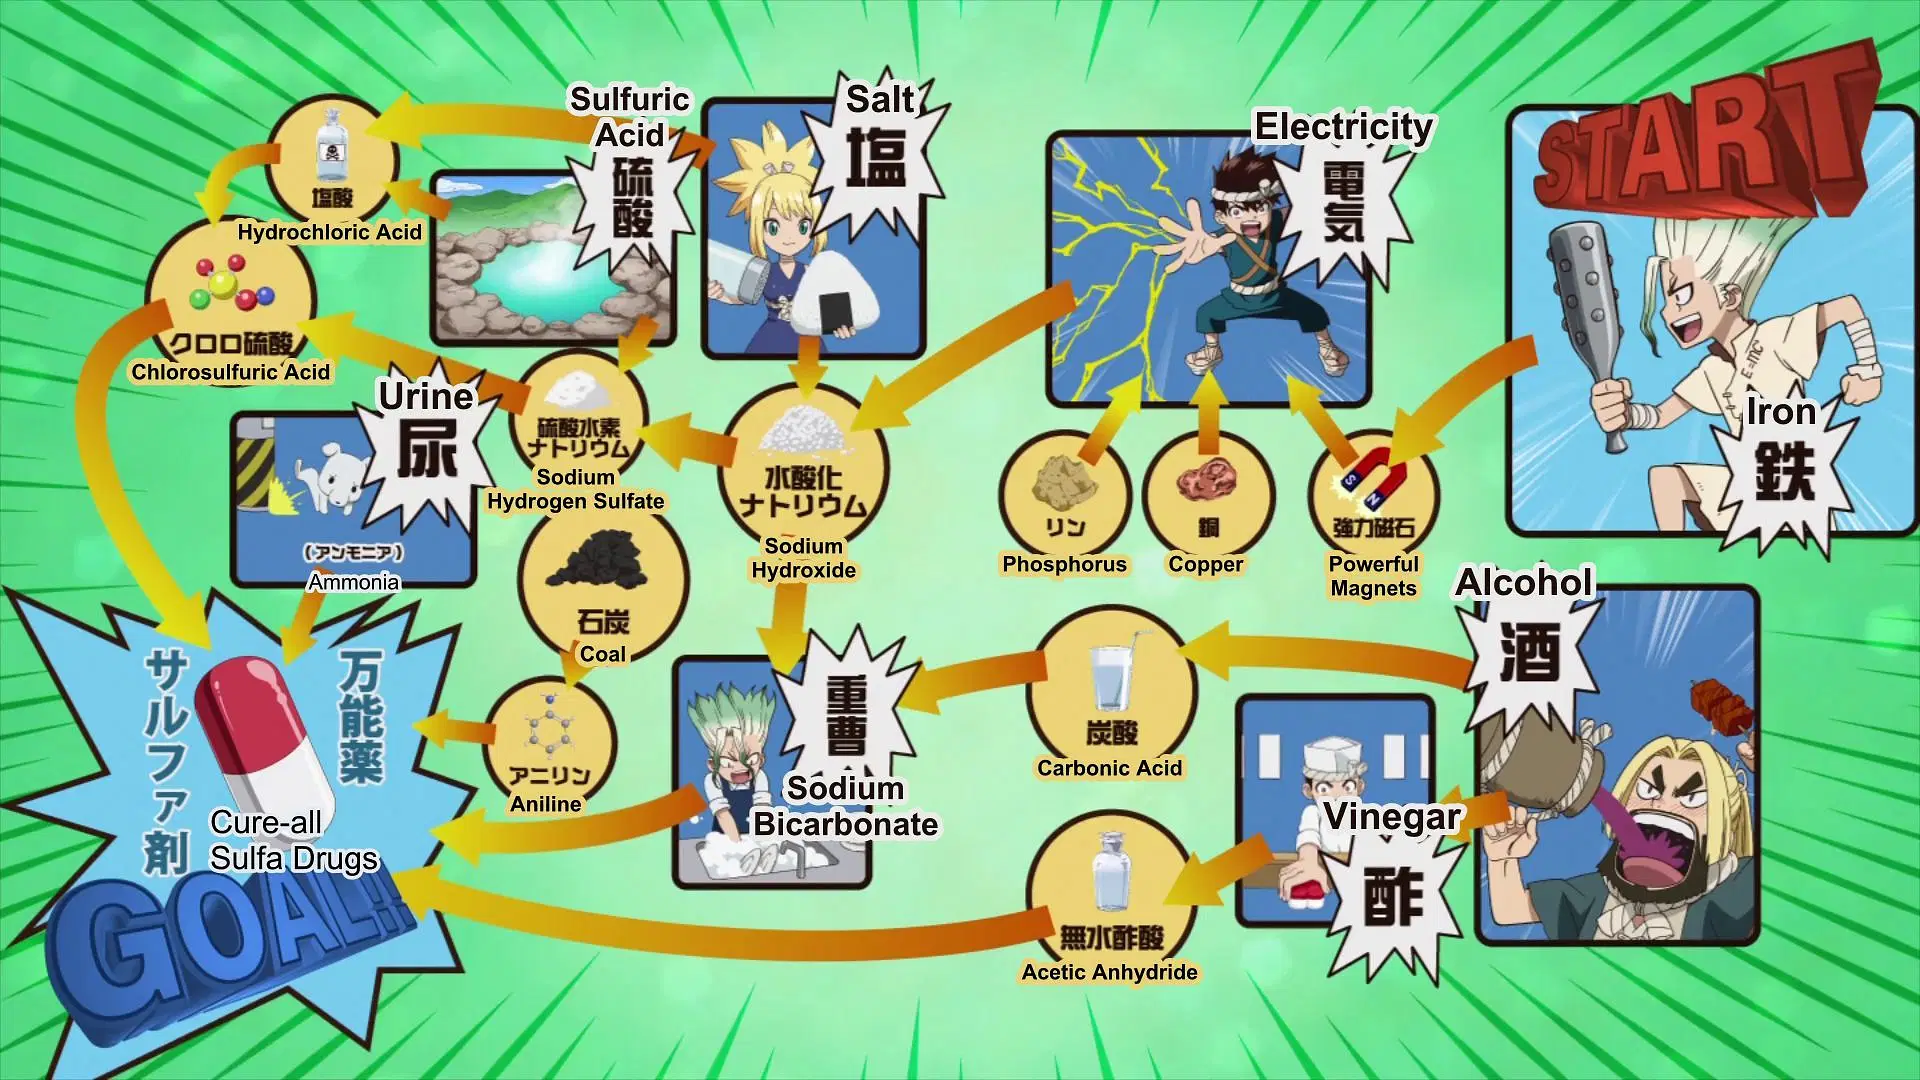 START
Iron
鉄
Electricity
電気
Salt
塩
Sulfuric
Acid
硫酸
塩酸
Hydrochloric Acid
クロロ硫酸
Chlorosulfuric Acid
Urine
尿
(アンモニア)
Ammonia
硫酸水素
ナトリウム
Sodium
Hydrogen Sulfate
水酸化
ナトリウム
Sodium
Hydroxide
リン
Phosphorus
銅
Copper
S N
強力磁石
Powerful
Magnets
E=mc²
石炭
Coal
アニリン
Aniline
重曹
Sodium
Bicarbonate
炭酸
Carbonic Acid
Alcohol
酒
Vinegar
酢
無水酢酸
Acetic Anhydride
万能薬
サルファ剤
Cure-all
Sulfa Drugs
GOAL!!